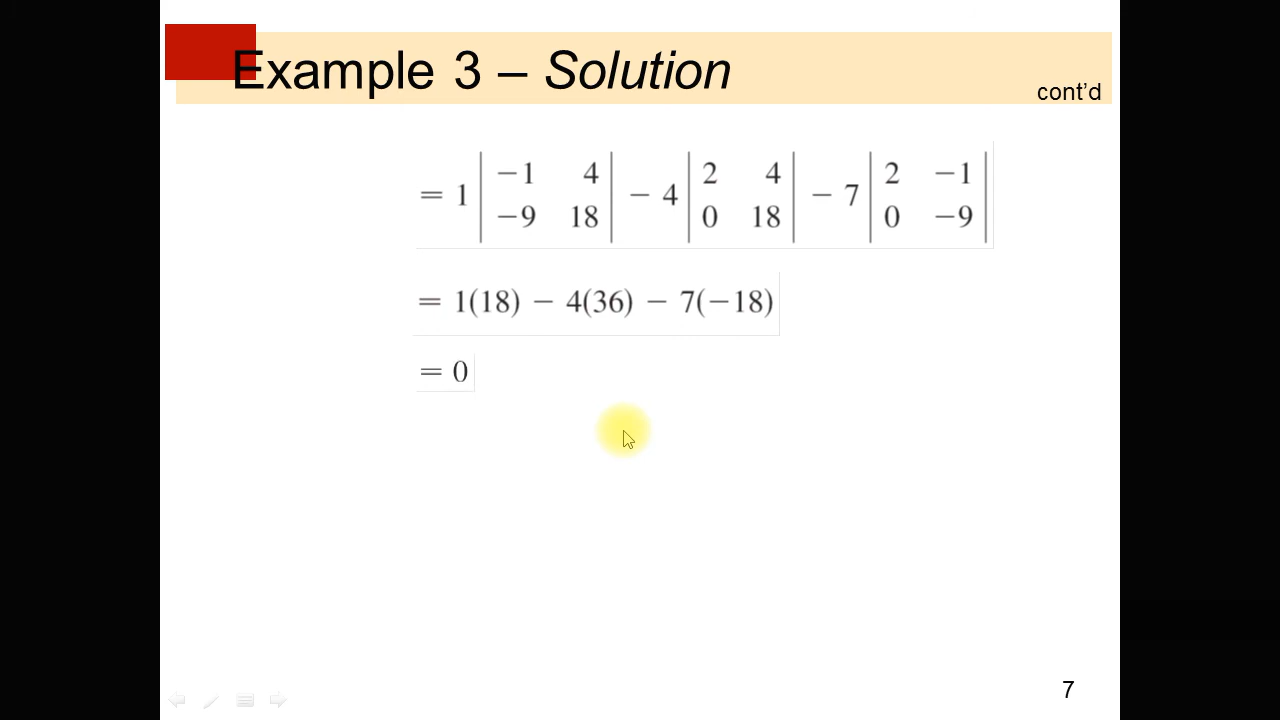 Example 3 – Solution
cont’d
= 1 | −1 4 | − 4 | 2 4 | − 7 | 2 −1 |
| −9 18 | | 0 18 | | 0 −9 |
= 1(18) − 4(36) − 7(−18)
= 0
7